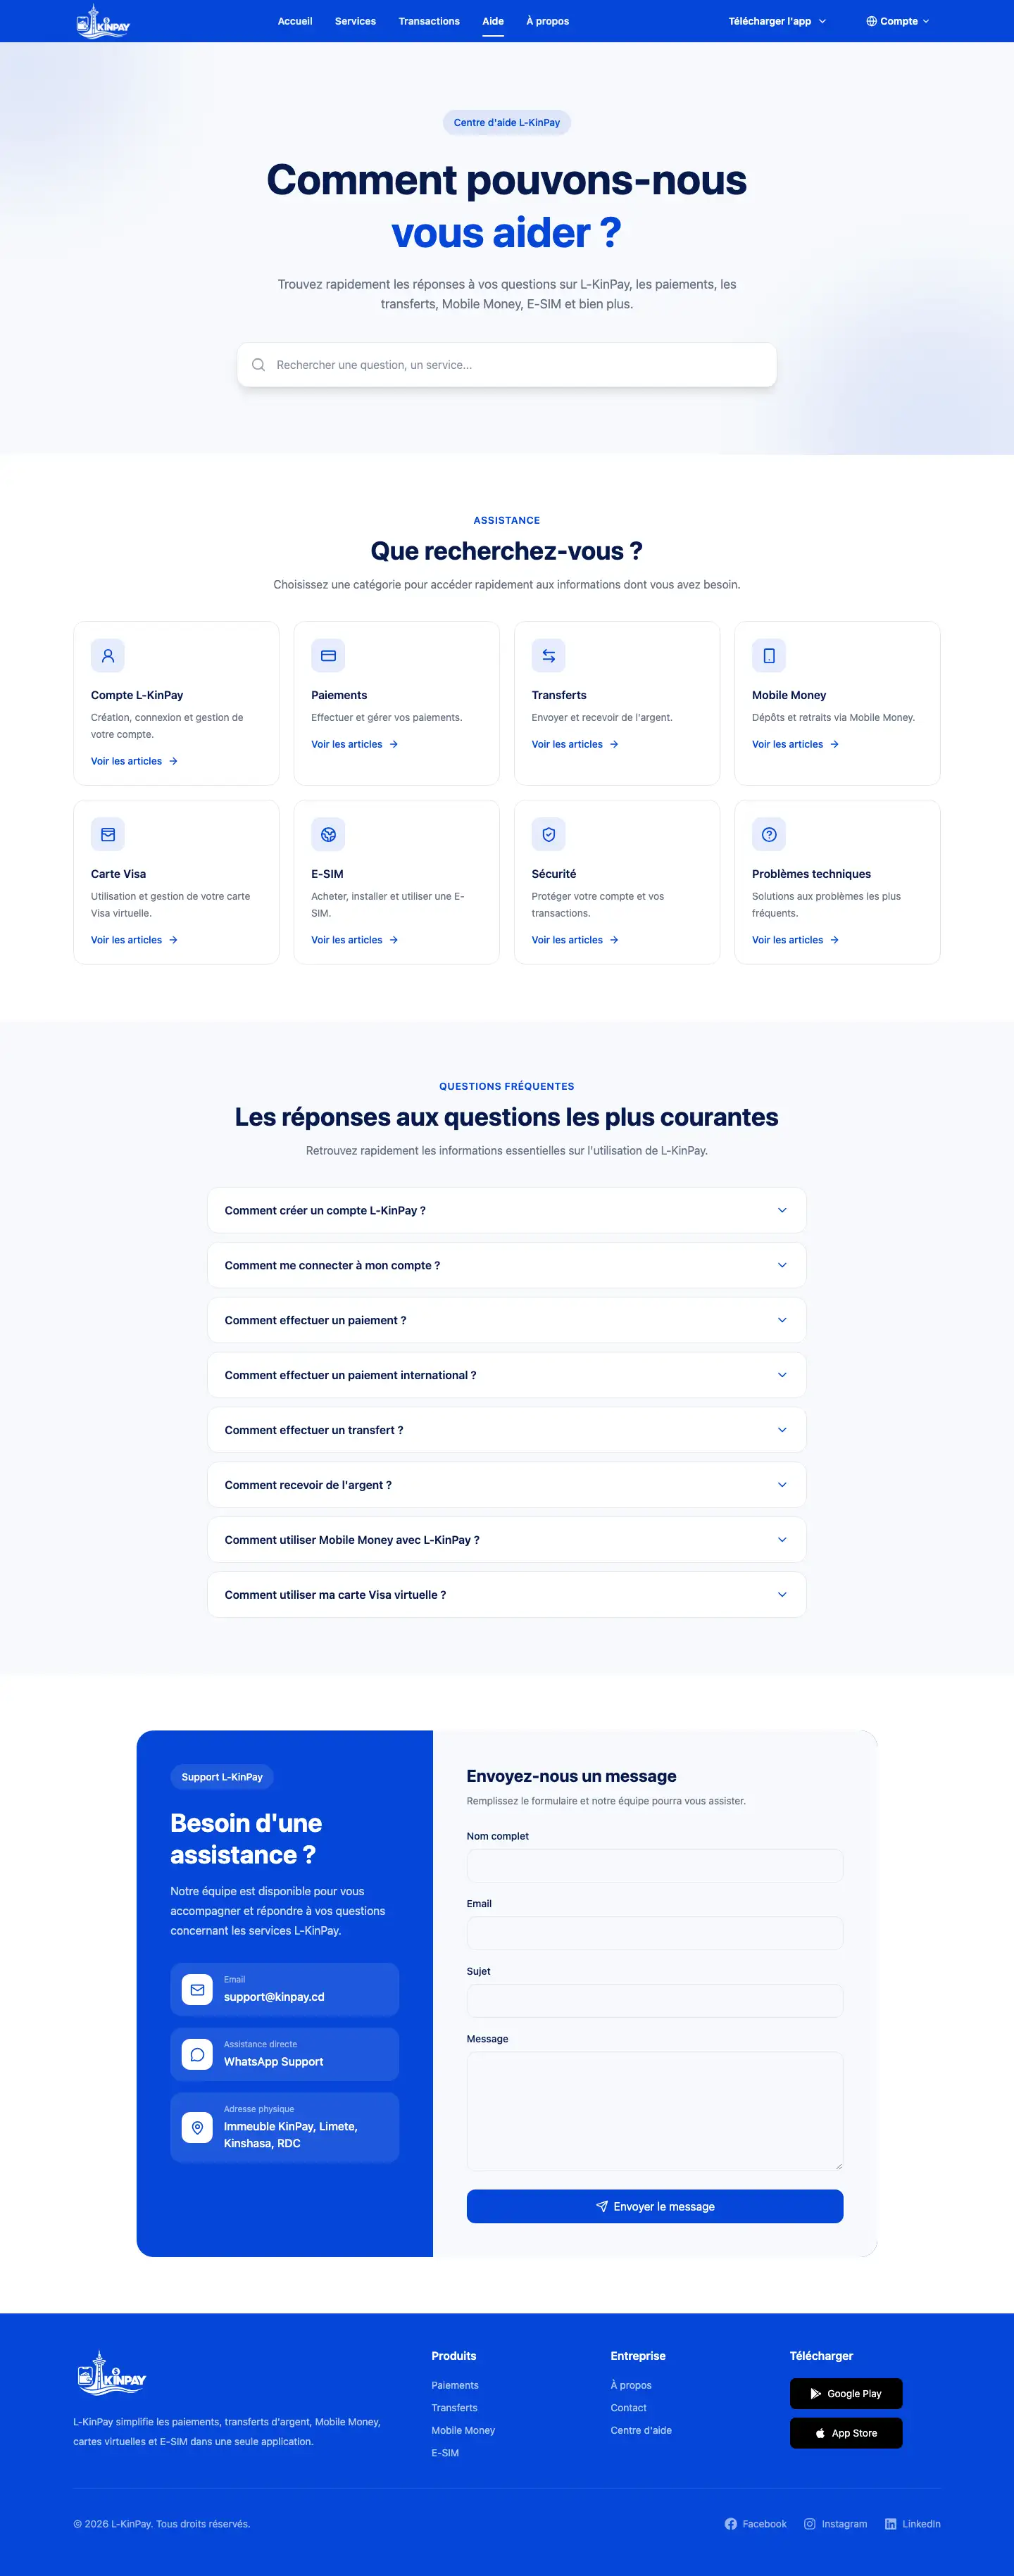 KINPAY
Accueil
Services
Transactions
Aide
À propos
Télécharger l'app
Compte
Centre d'aide L-KinPay
Comment pouvons-nous
vous aider ?
Trouvez rapidement les réponses à vos questions sur L-KinPay, les paiements, les
transferts, Mobile Money, E-SIM et bien plus.
Rechercher une question, un service...
ASSISTANCE
Que recherchez-vous ?
Choisissez une catégorie pour accéder rapidement aux informations dont vous avez besoin.
Compte L-KinPay
Création, connexion et gestion de
votre compte.
Voir les articles
Paiements
Effectuer et gérer vos paiements.
Voir les articles
Transferts
Envoyer et recevoir de l'argent.
Voir les articles
Mobile Money
Dépôts et retraits via Mobile Money.
Voir les articles
Carte Visa
Utilisation et gestion de votre carte
Visa virtuelle.
Voir les articles
E-SIM
Acheter, installer et utiliser une E-
SIM.
Voir les articles
Sécurité
Protéger votre compte et vos
transactions.
Voir les articles
Problèmes techniques
Solutions aux problèmes les plus
fréquents.
Voir les articles
QUESTIONS FRÉQUENTES
Les réponses aux questions les plus courantes
Retrouvez rapidement les informations essentielles sur l'utilisation de L-KinPay.
Comment créer un compte L-KinPay ?
Comment me connecter à mon compte ?
Comment effectuer un paiement ?
Comment effectuer un paiement international ?
Comment effectuer un transfert ?
Comment recevoir de l'argent ?
Comment utiliser Mobile Money avec L-KinPay ?
Comment utiliser ma carte Visa virtuelle ?
Support L-KinPay
Besoin d'une
assistance ?
Notre équipe est disponible pour vous
accompagner et répondre à vos questions
concernant les services L-KinPay.
Email
support@kinpay.cd
Assistance directe
WhatsApp Support
Adresse physique
Immeuble KinPay, Limete,
Kinshasa, RDC
Envoyez-nous un message
Remplissez le formulaire et notre équipe pourra vous assister.
Nom complet
Email
Sujet
Message
Envoyer le message
KINPAY
L-KinPay simplifie les paiements, transferts d'argent, Mobile Money,
cartes virtuelles et E-SIM dans une seule application.
Produits
Paiements
Transferts
Mobile Money
E-SIM
Entreprise
À propos
Contact
Centre d'aide
Télécharger
Google Play
App Store
© 2026 L-KinPay. Tous droits réservés.
Facebook
Instagram
LinkedIn